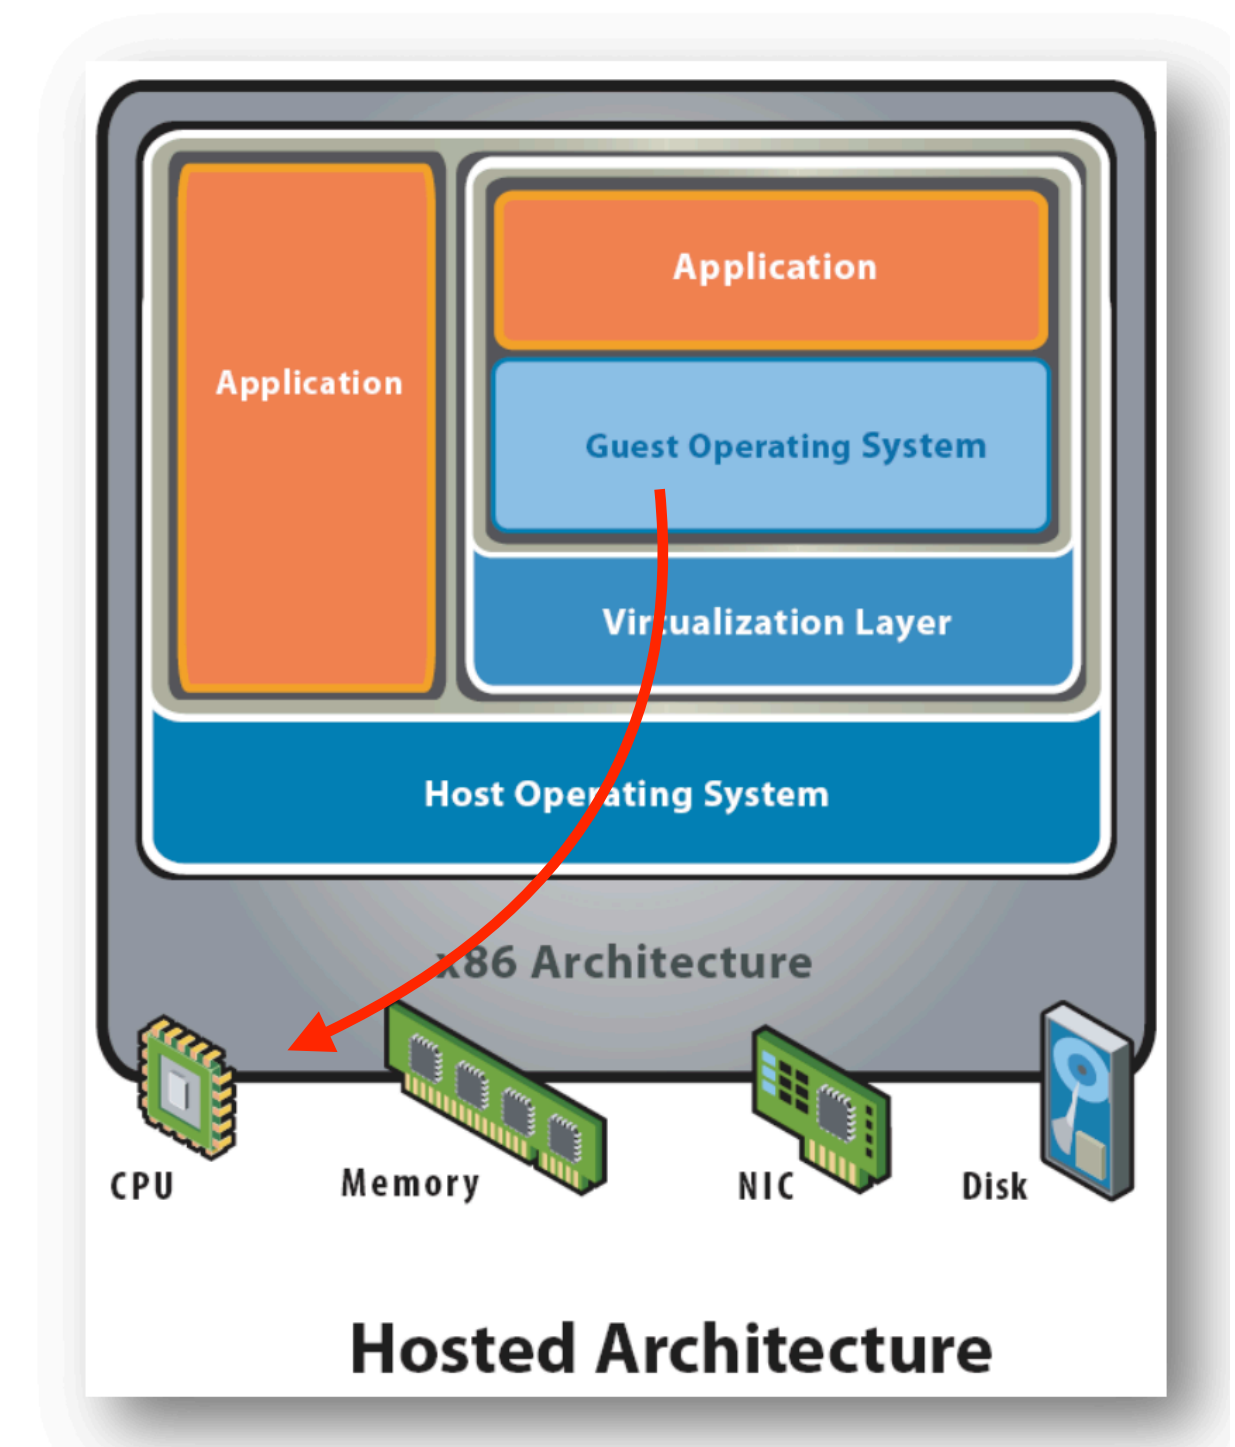 Application
Application
Guest Operating System
Virtualization Layer
Host Operating System
x86 Architecture
CPU
Memory
NIC
Disk
Hosted Architecture